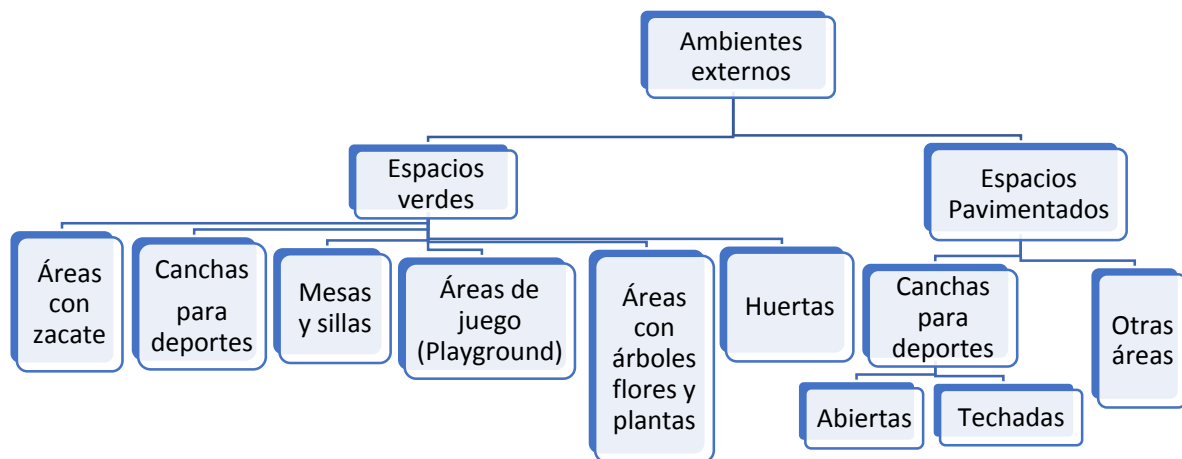 Ambientes
externos
Espacios
verdes
Espacios
Pavimentados
Áreas
con
zacate
Canchas
para
deportes
Mesas
y sillas
Áreas de
juego
(Playground)
Áreas
con
árboles
flores y
plantas
Huertas
Canchas
para
deportes
Otras
áreas
Abiertas
Techadas